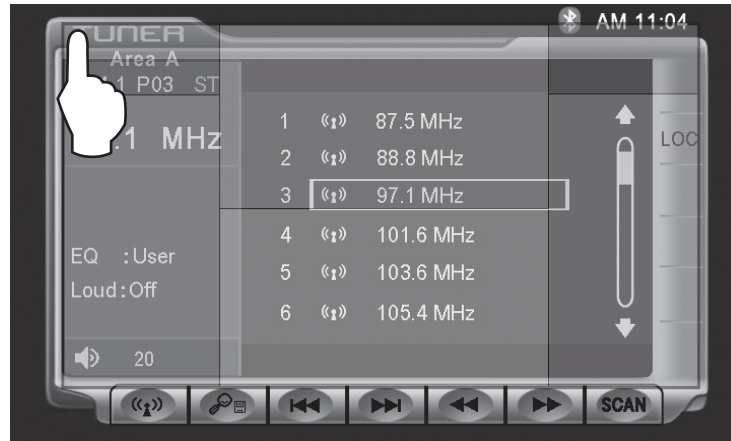 AM 11:04
TUNER
Area A
1 P03 ST
.1 MHz
EQ :User
Loud:Off
20
1 87.5 MHz
2 88.8 MHz
3 97.1 MHz
4 101.6 MHz
5 103.6 MHz
6 105.4 MHz
LOC
SCAN